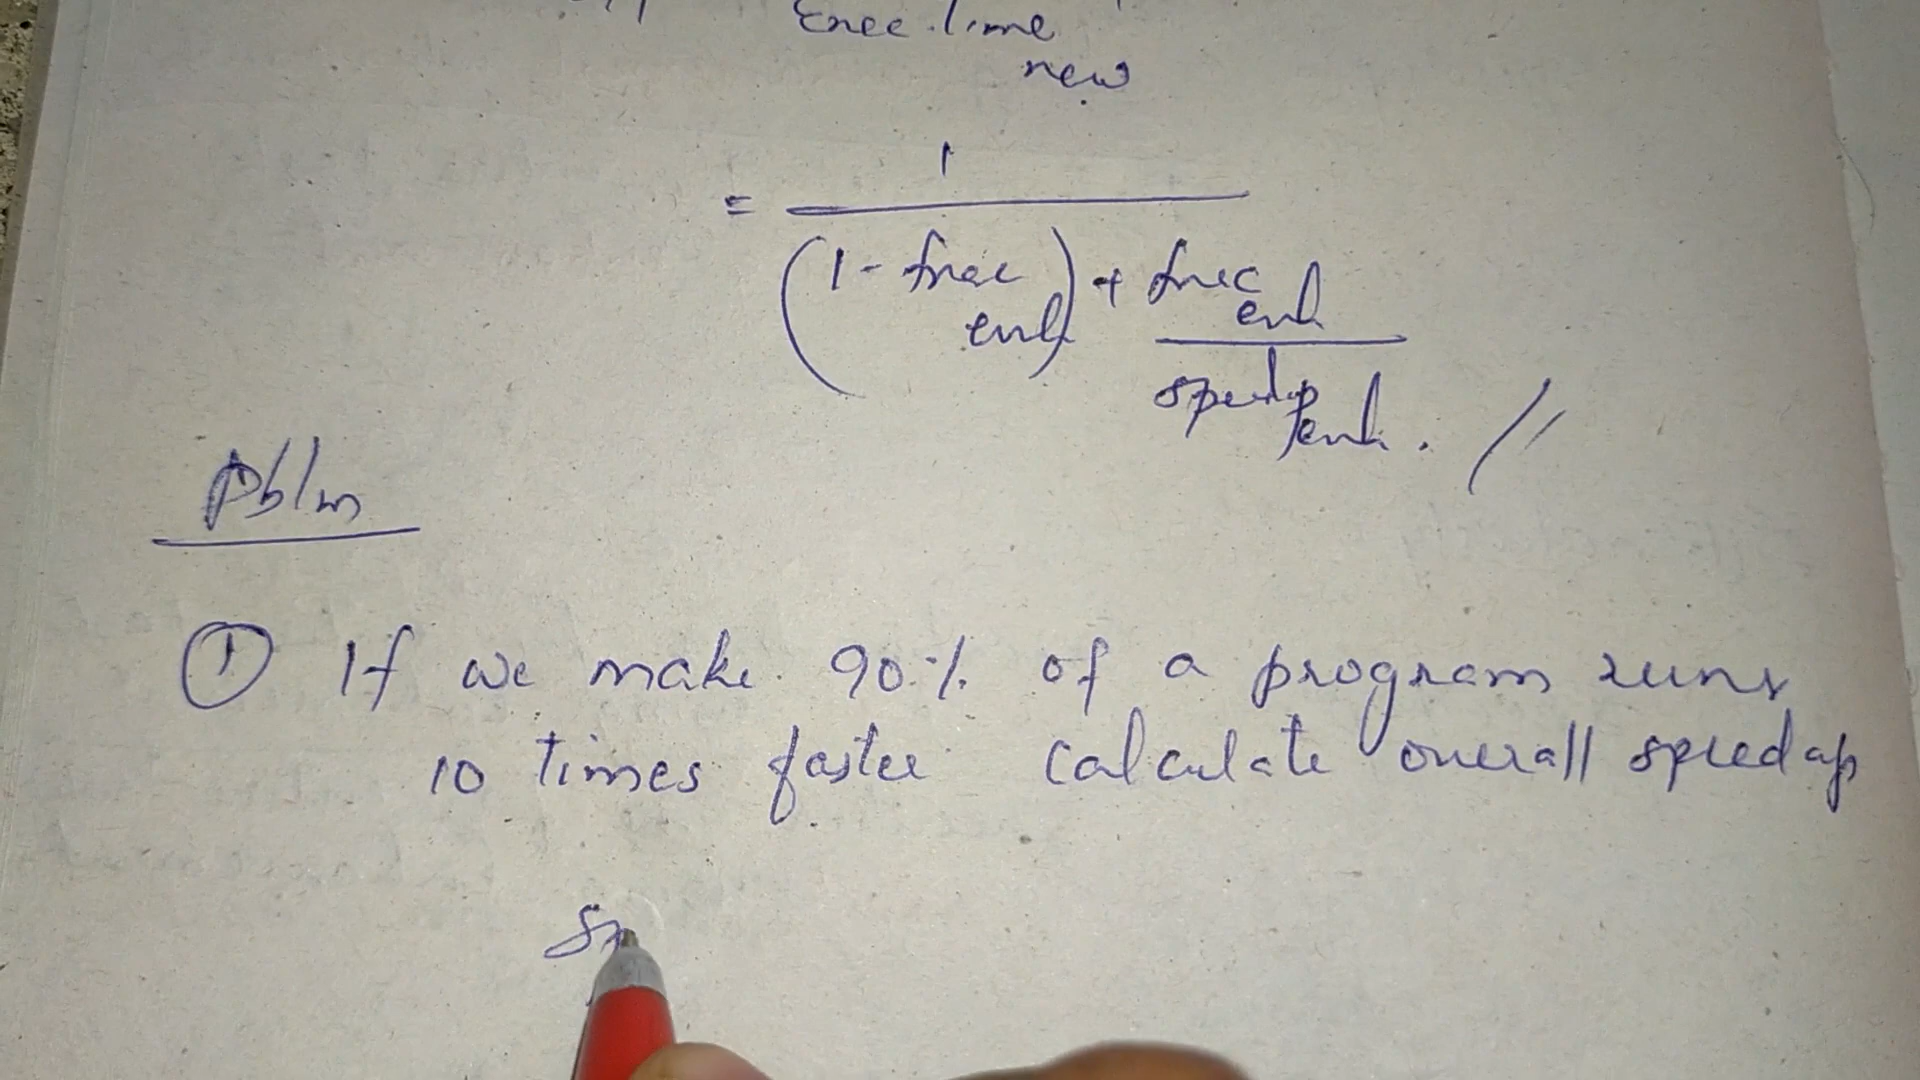 Exec.time
new
1
= 
(1 - frac enh) + frac enh
speedup enh. //
Pblm
① If we make 90% of a program runs
10 times faster calculate overall speedup